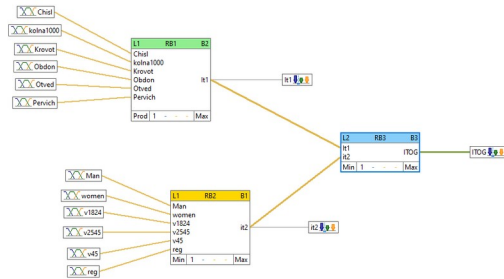 Chisl
kolna1000
Krovot
Obdon
Otved
Pervich
L1 RB1 B2
Chisl
kolna1000
Krovot
Obdon
Otved
Pervich
It1
Prod 1 - - - Max
It1
L2 RB3 B3
It1
it2
ITOG
Min 1 - - - Max
ITOG
Man
women
v1824
v2545
v45
reg
L1 RB2 B1
Man
women
v1824
v2545
v45
reg
it2
Min 1 - - - Max
it2